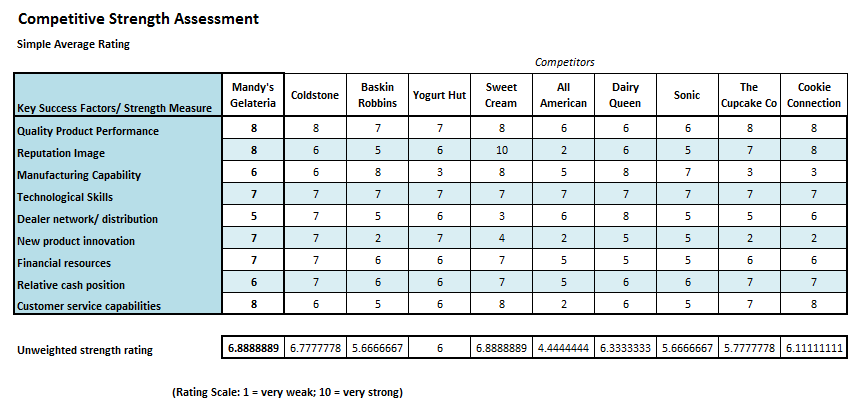 Competitive Strength Assessment
Simple Average Rating
Competitors
Key Success Factors/ Strength Measure Mandy's Gelateria Coldstone Baskin Robbins Yogurt Hut Sweet Cream All American Dairy Queen Sonic The Cupcake Co Cookie Connection
Quality Product Performance 8 8 7 7 8 6 6 6 8 8
Reputation Image 8 6 5 6 10 2 6 5 7 8
Manufacturing Capability 6 6 8 3 8 5 8 7 3 3
Technological Skills 7 7 7 7 7 7 7 7 7 7
Dealer network/ distribution 5 7 5 6 3 6 8 5 5 6
New product innovation 7 7 2 7 4 2 5 5 2 2
Financial resources 7 7 6 6 7 5 5 5 6 6
Relative cash position 6 7 6 6 7 5 6 6 7 7
Customer service capabilities 8 6 5 6 8 2 6 5 7 8
Unweighted strength rating 6.8888889 6.7777778 5.6666667 6 6.8888889 4.4444444 6.3333333 5.6666667 5.7777778 6.11111111
(Rating Scale: 1 = very weak; 10 = very strong)